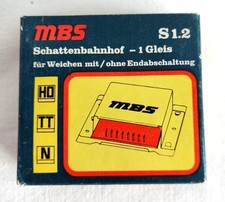 MBS S1.2
Schattenbahnhof – 1 Gleis
für Weichen mit/ohne Endabschaltung
HO
TT
N
MBS